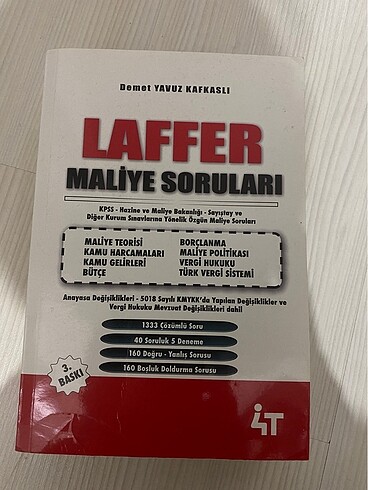 Demet YAVUZ KAFKASLI
LAFFER
MALİYE SORULARI
KPSS - Hazine ve Maliye Bakanlığı - Sayıştay ve
Diğer Kurum Sınavlarına Yönelik Özgün Maliye Soruları
MALİYE TEORİSİ
KAMU HARCAMALARI
KAMU GELİRLERİ
BÜTÇE
BORÇLANMA
MALİYE POLİTİKASI
VERGİ HUKUKU
TÜRK VERGİ SİSTEMİ
Anayasa Değişiklikleri - 5018 Sayılı KMYKK'da Yapılan Değişiklikler ve
Vergi Hukuku Mevzuat Değişiklikleri dahil
1333 Çözümlü Soru
40 Soruluk 5 Deneme
160 Doğru - Yanlış Sorusu
160 Boşluk Doldurma Sorusu
3.
BASKI
4T